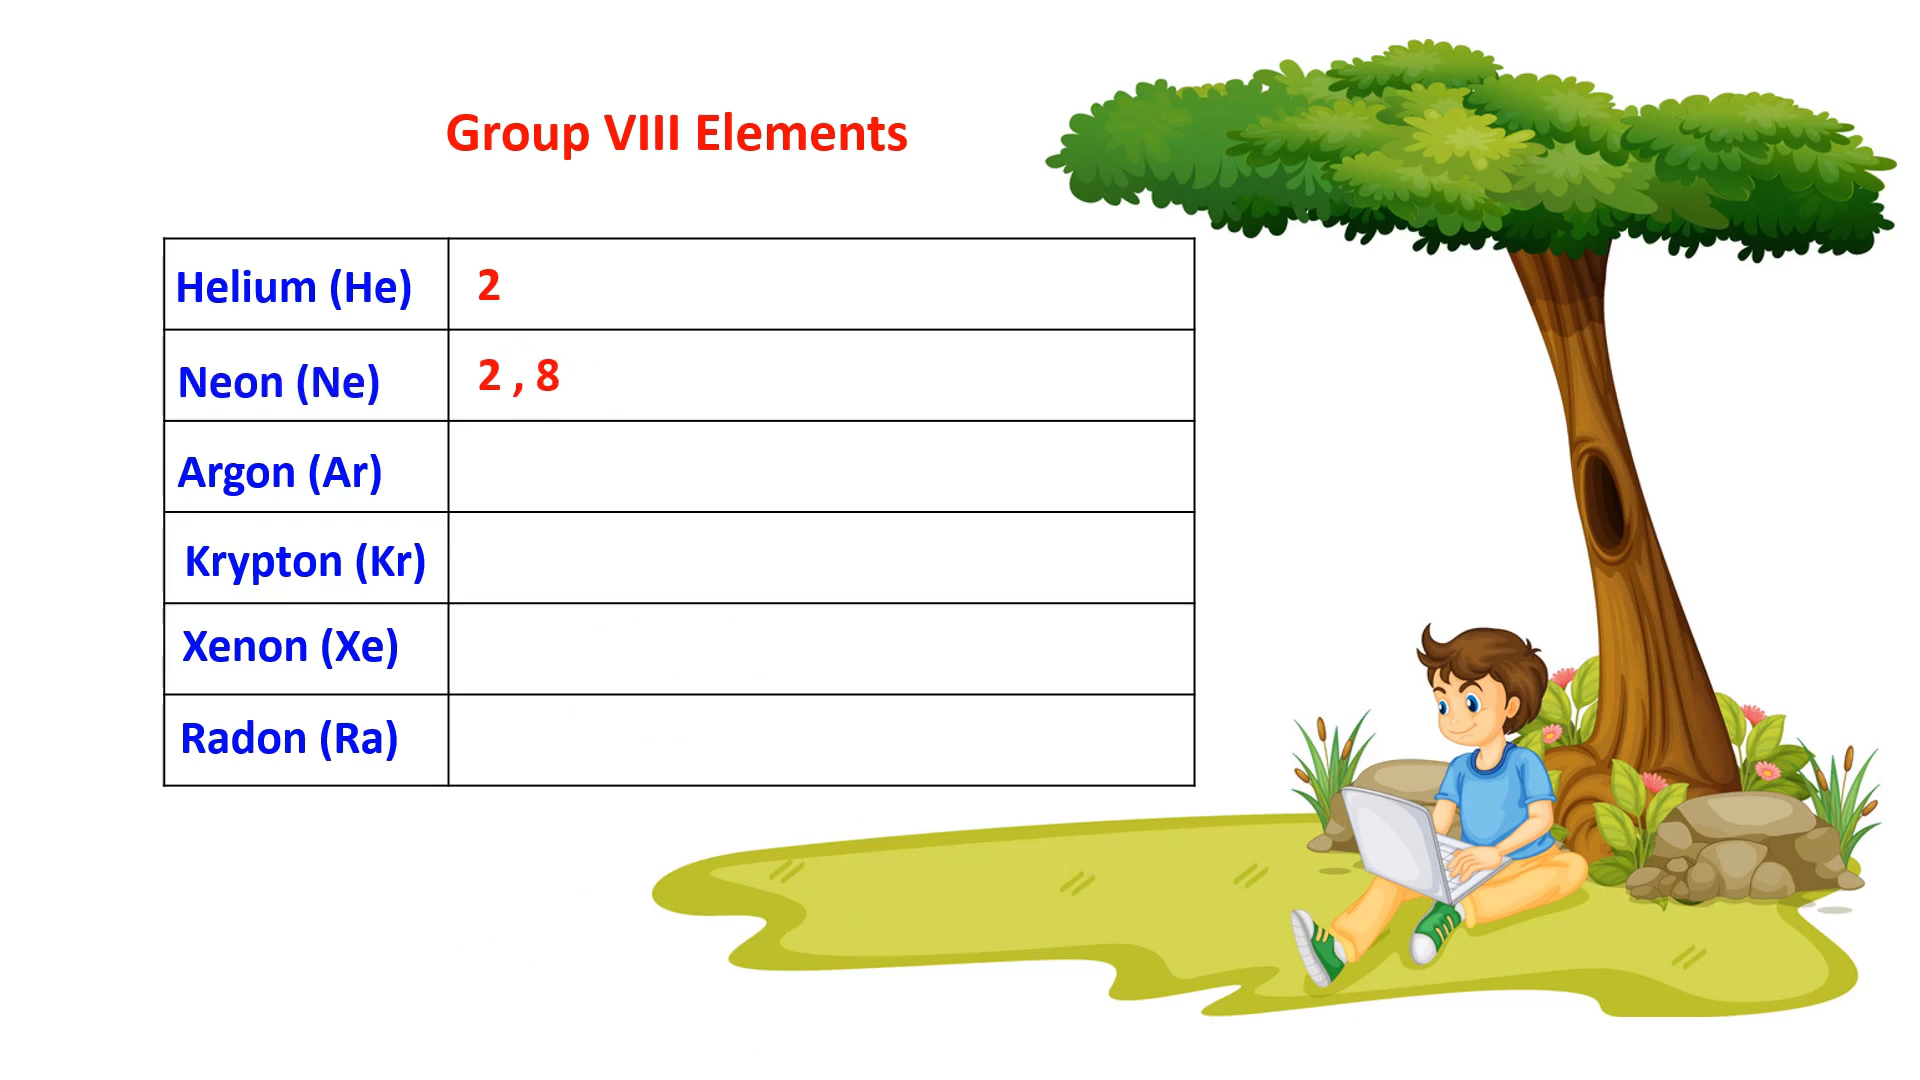 Group VIII Elements
Helium (He) 2
Neon (Ne) 2 , 8
Argon (Ar)
Krypton (Kr)
Xenon (Xe)
Radon (Ra)